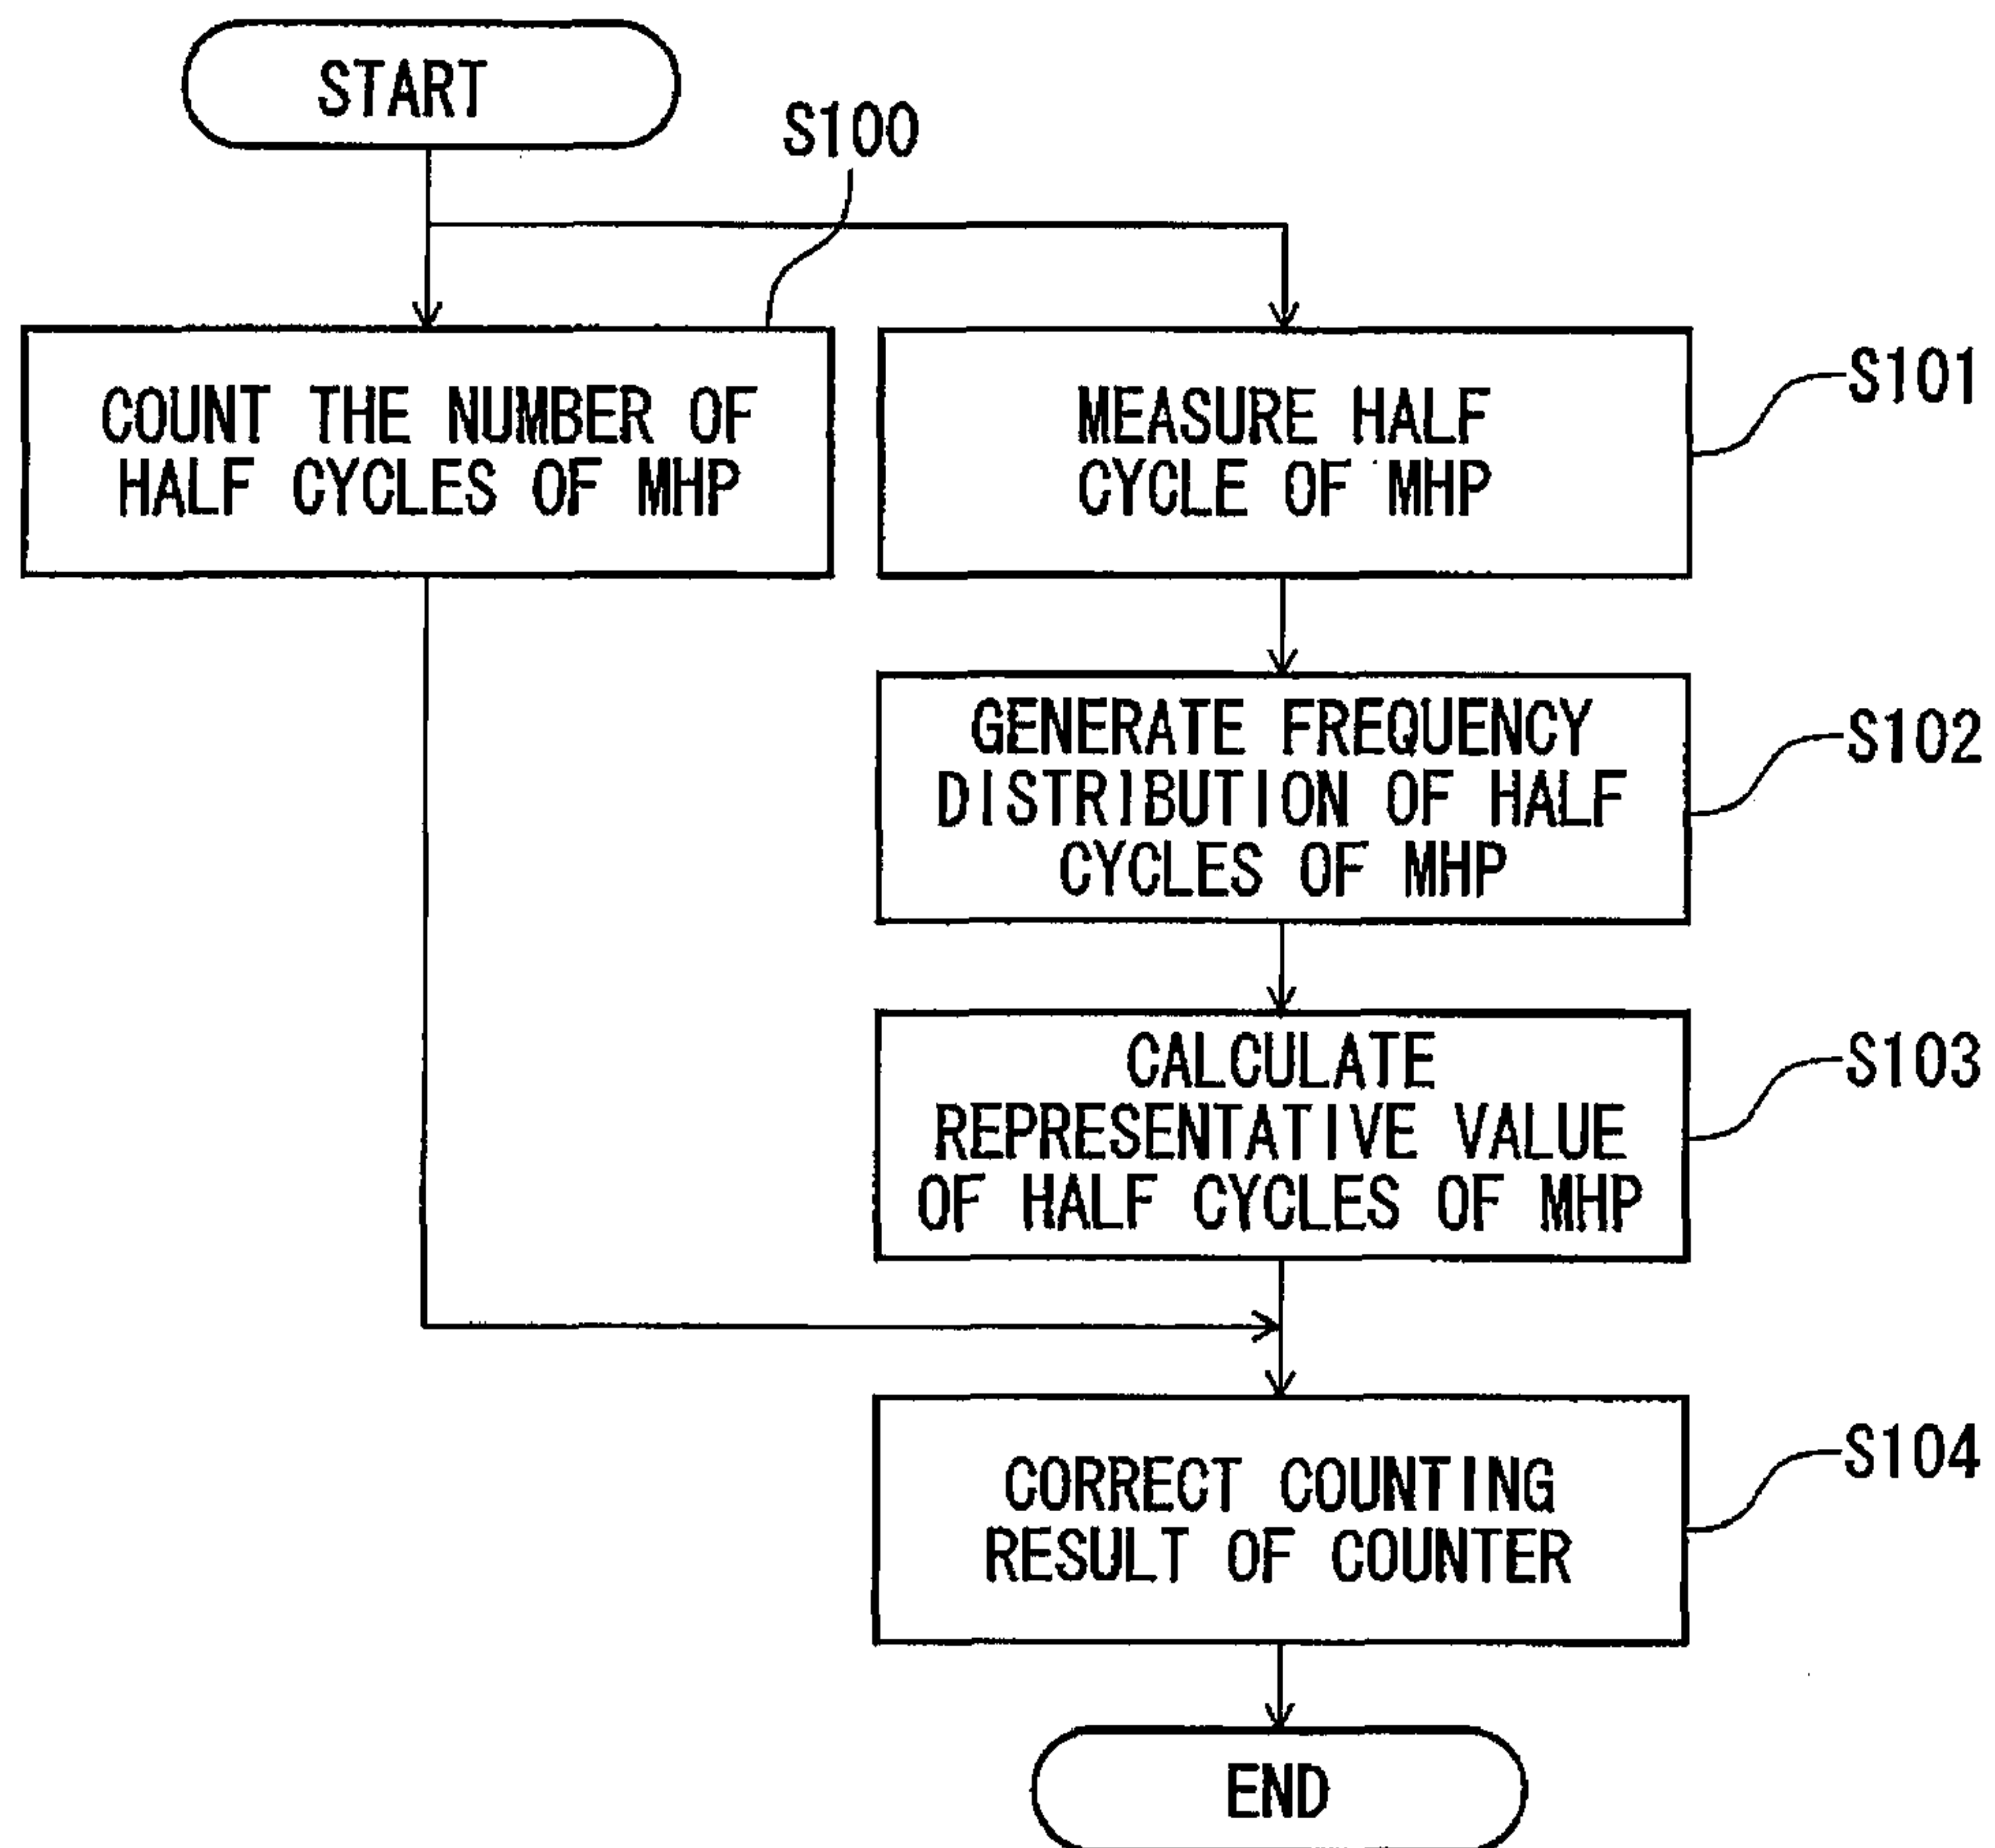 START
S100
COUNT THE NUMBER OF
HALF CYCLES OF MHP
MEASURE HALF
CYCLE OF MHP
S101
GENERATE FREQUENCY
DISTRIBUTION OF HALF
CYCLES OF MHP
S102
CALCULATE
REPRESENTATIVE VALUE
OF HALF CYCLES OF MHP
S103
CORRECT COUNTING
RESULT OF COUNTER
S104
END